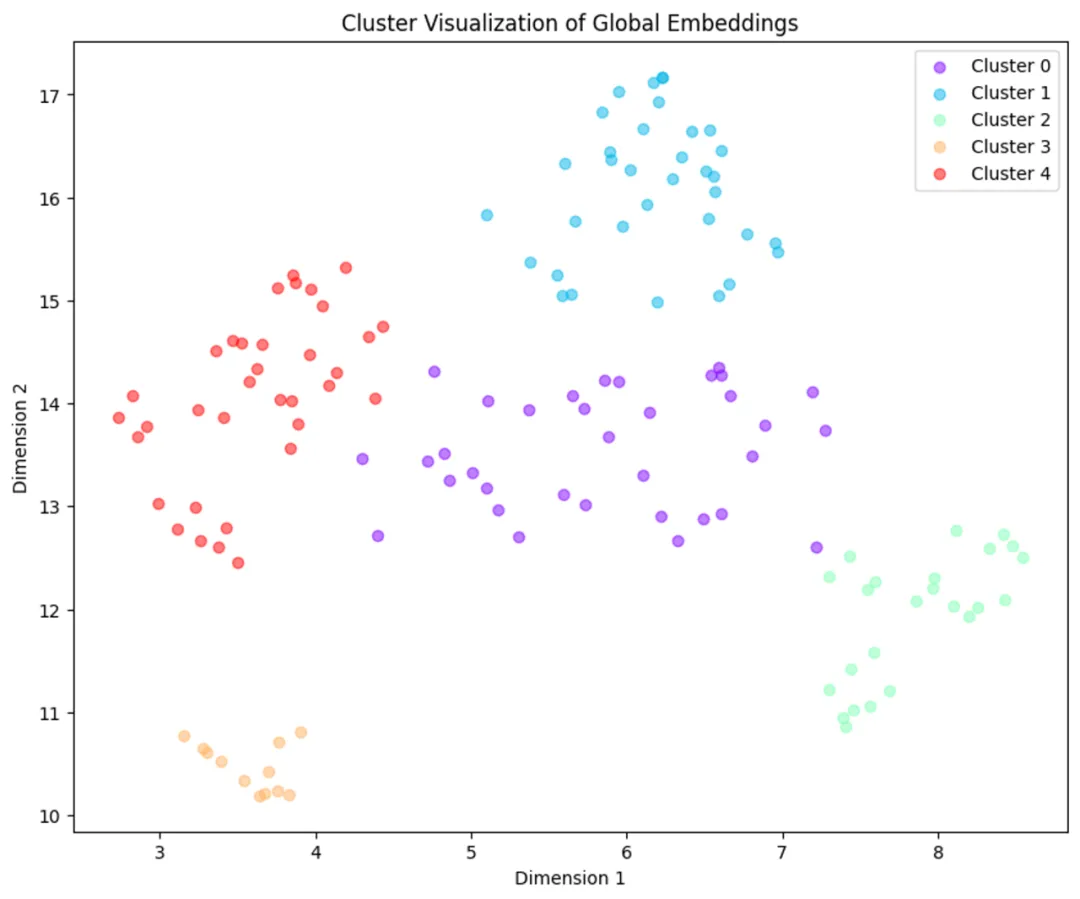 Cluster Visualization of Global Embeddings
Cluster 0
Cluster 1
Cluster 2
Cluster 3
Cluster 4
17
16
15
14
13
12
11
10
Dimension 2
3 4 5 6 7 8
Dimension 1